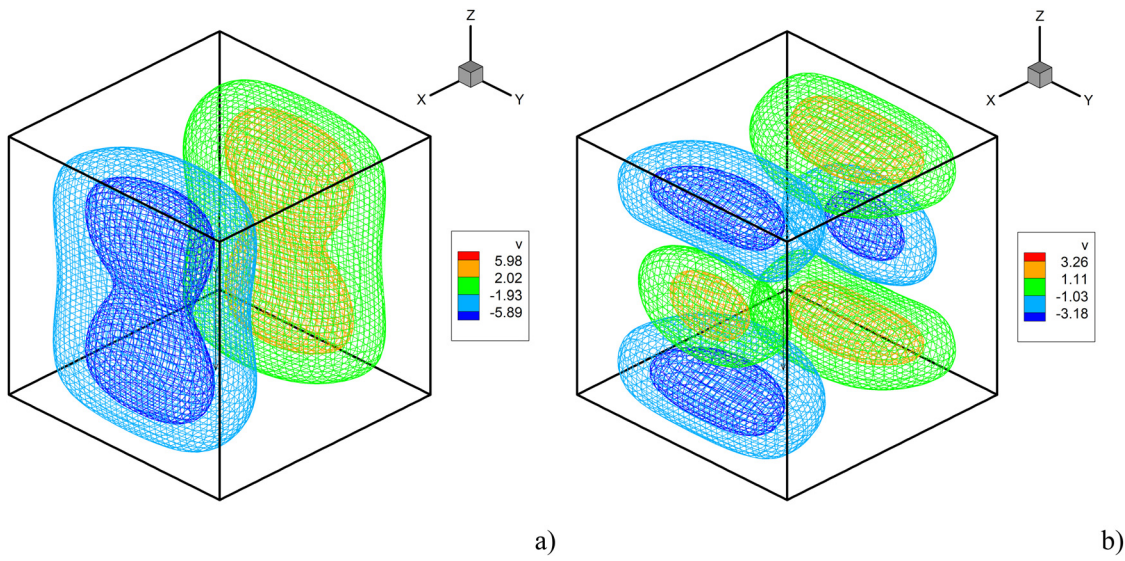 Z
X
Y
v
5.98
2.02
-1.93
-5.89
a)
Z
X
Y
v
3.26
1.11
-1.03
-3.18
b)